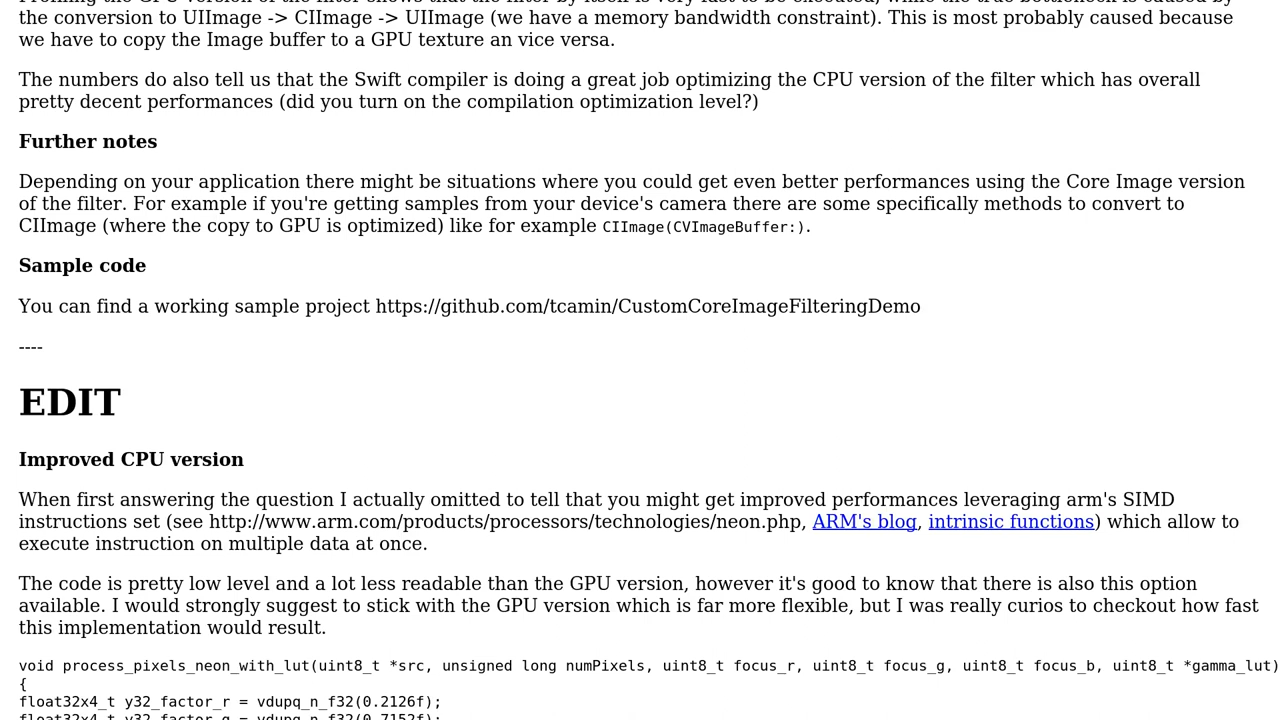 the conversion to UIImage -> CIImage -> UIImage (we have a memory bandwidth constraint). This is most probably caused because
we have to copy the Image buffer to a GPU texture an vice versa.
The numbers do also tell us that the Swift compiler is doing a great job optimizing the CPU version of the filter which has overall
pretty decent performances (did you turn on the compilation optimization level?)
Further notes
Depending on your application there might be situations where you could get even better performances using the Core Image version
of the filter. For example if you're getting samples from your device's camera there are some specifically methods to convert to
CIImage (where the copy to GPU is optimized) like for example CIImage(CVImageBuffer:).
Sample code
You can find a working sample project https://github.com/tcamin/CustomCoreImageFilteringDemo
----
EDIT
Improved CPU version
When first answering the question I actually omitted to tell that you might get improved performances leveraging arm's SIMD
instructions set (see http://www.arm.com/products/processors/technologies/neon.php, ARM's blog, intrinsic functions) which allow to
execute instruction on multiple data at once.
The code is pretty low level and a lot less readable than the GPU version, however it's good to know that there is also this option
available. I would strongly suggest to stick with the GPU version which is far more flexible, but I was really curios to checkout how fast
this implementation would result.
void process_pixels_neon_with_lut(uint8_t *src, unsigned long numPixels, uint8_t focus_r, uint8_t focus_g, uint8_t focus_b, uint8_t *gamma_lut)
{
float32x4_t y32_factor_r = vdupq_n_f32(0.2126f);
float32x4_t y32_factor_g = vdupq_n_f32(0.7152f);